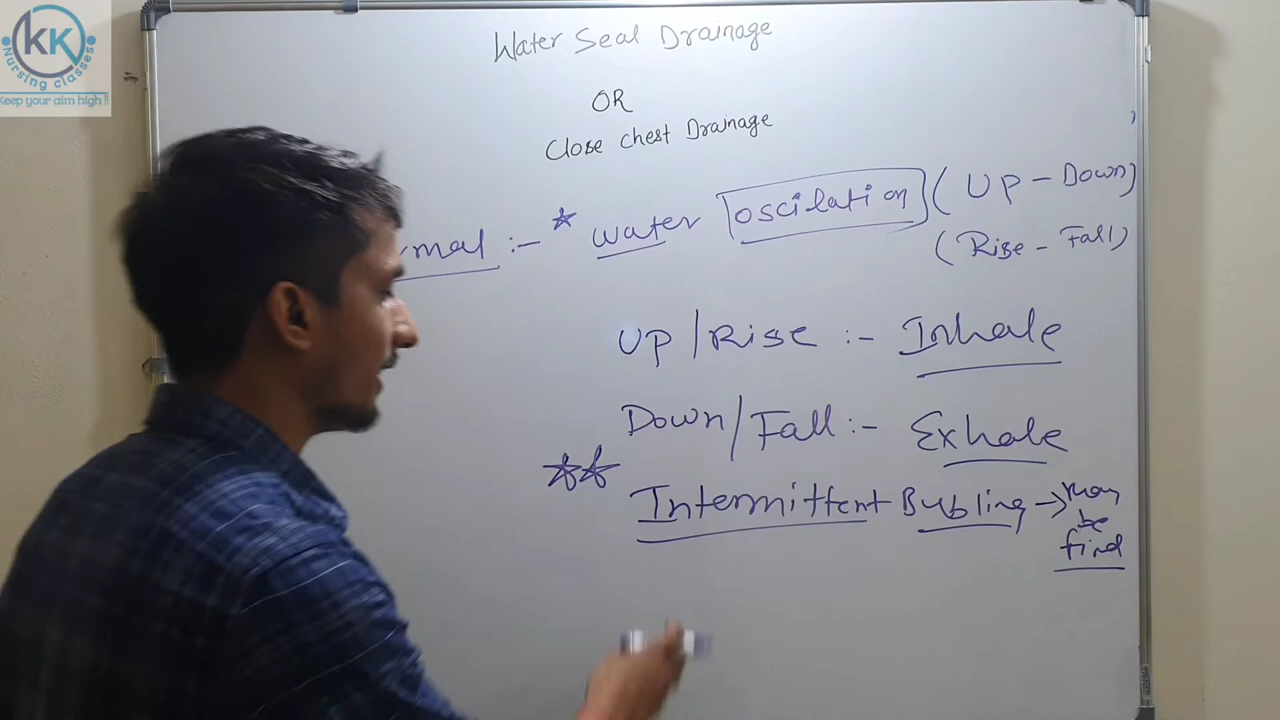 KK
Nursing classes
Keep your aim high !!
Water Seal Drainage
OR
Close Chest Drainage
rmal :- * water oscilation ( UP - Down)
(Rise - Fall)
UP/Rise :- Inhale
Down/Fall :- Exhale
** Intermittent Bubling → may
be
find